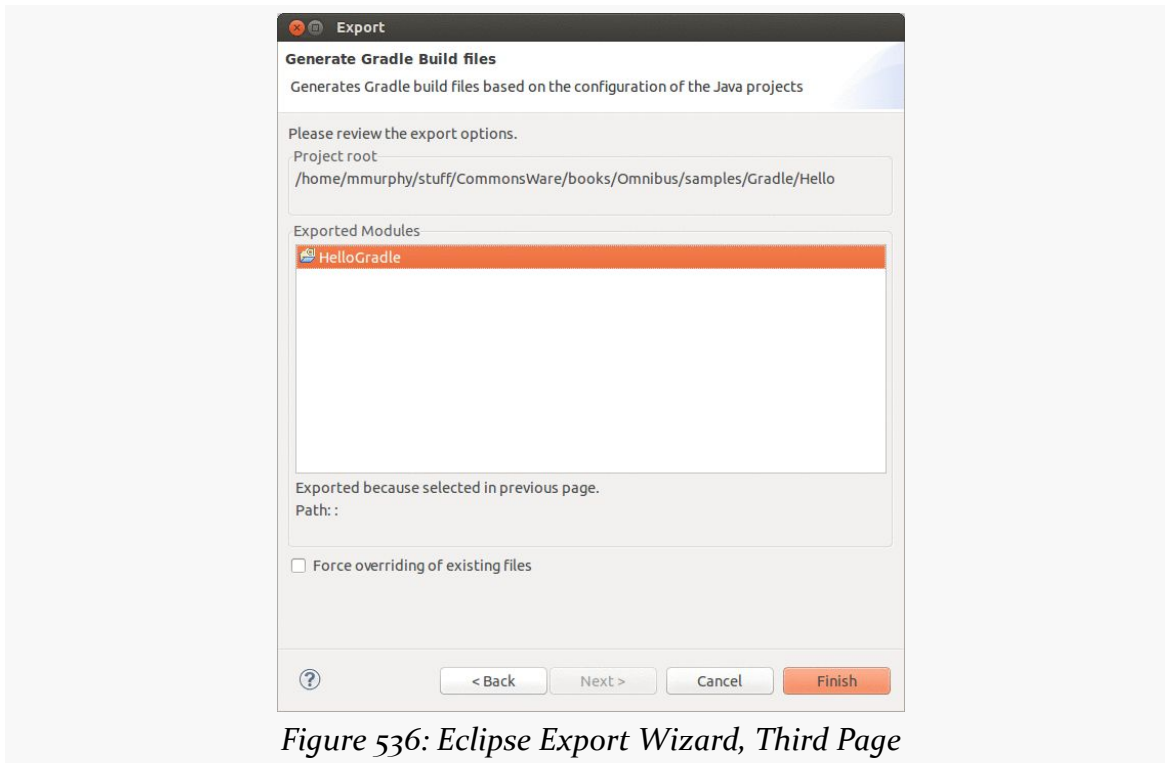 Export
Generate Gradle Build files
Generates Gradle build files based on the configuration of the Java projects
Please review the export options.
Project root
/home/mmurphy/stuff/CommonsWare/books/Omnibus/samples/Gradle/Hello
Exported Modules
HelloGradle
Exported because selected in previous page.
Path: :
Force overriding of existing files
? < Back Next > Cancel Finish
Figure 536: Eclipse Export Wizard, Third Page